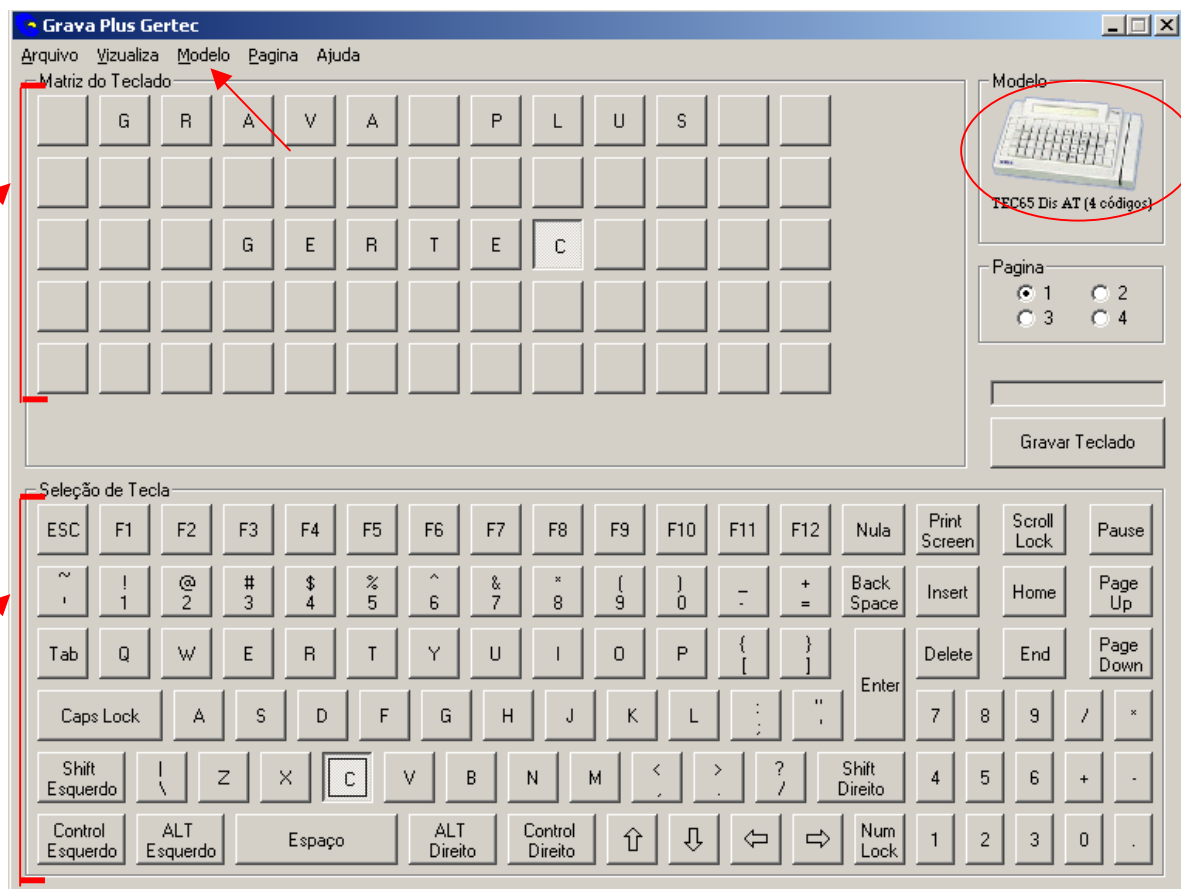 Grava Plus Gertec
Arquivo Vizualiza Modelo Pagina Ajuda
Matriz do Teclado
G R A V A P L U S
G E R T E C
Modelo
TEC65 Dis AT (4 códigos)
Pagina
1 2
3 4
Gravar Teclado
Seleção de Tecla
ESC F1 F2 F3 F4 F5 F6 F7 F8 F9 F10 F11 F12 Nula Print Screen Scroll Lock Pause
~ ! @ # $ % ^ & * ( ) _ +
' 1 2 3 4 5 6 7 8 9 0 - = Back Space Insert Home Page Up
Tab Q W E R T Y U I O P { [ } ] Enter Delete End Page Down
Caps Lock A S D F G H J K L : ; " ' 7 8 9 / *
Shift Esquerdo | \ Z X C V B N M < , > . ? / Shift Direito 4 5 6 + -
Control Esquerdo ALT Esquerdo Espaço ALT Direito Control Direito ⇧ ⇩ ⇦ ⇨ Num Lock 1 2 3 0 .